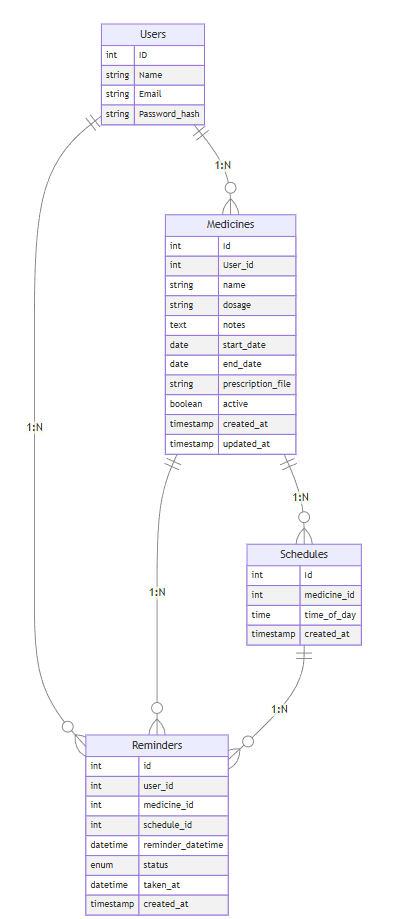 Users
int ID
string Name
string Email
string Password_hash
1:N
Medicines
int Id
int User_id
string name
string dosage
text notes
date start_date
date end_date
string prescription_file
boolean active
timestamp created_at
timestamp updated_at
1:N
1:N
Schedules
int Id
int medicine_id
time time_of_day
timestamp created_at
1:N
1:N
Reminders
int id
int user_id
int medicine_id
int schedule_id
datetime reminder_datetime
enum status
datetime taken_at
timestamp created_at